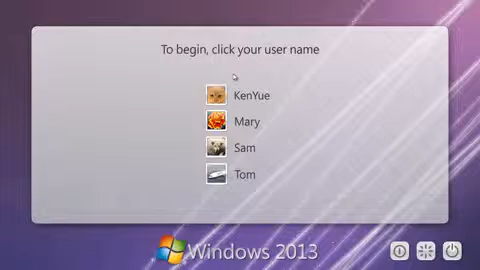 To begin, click your user name
KenYue
Mary
Sam
Tom
Windows 2013